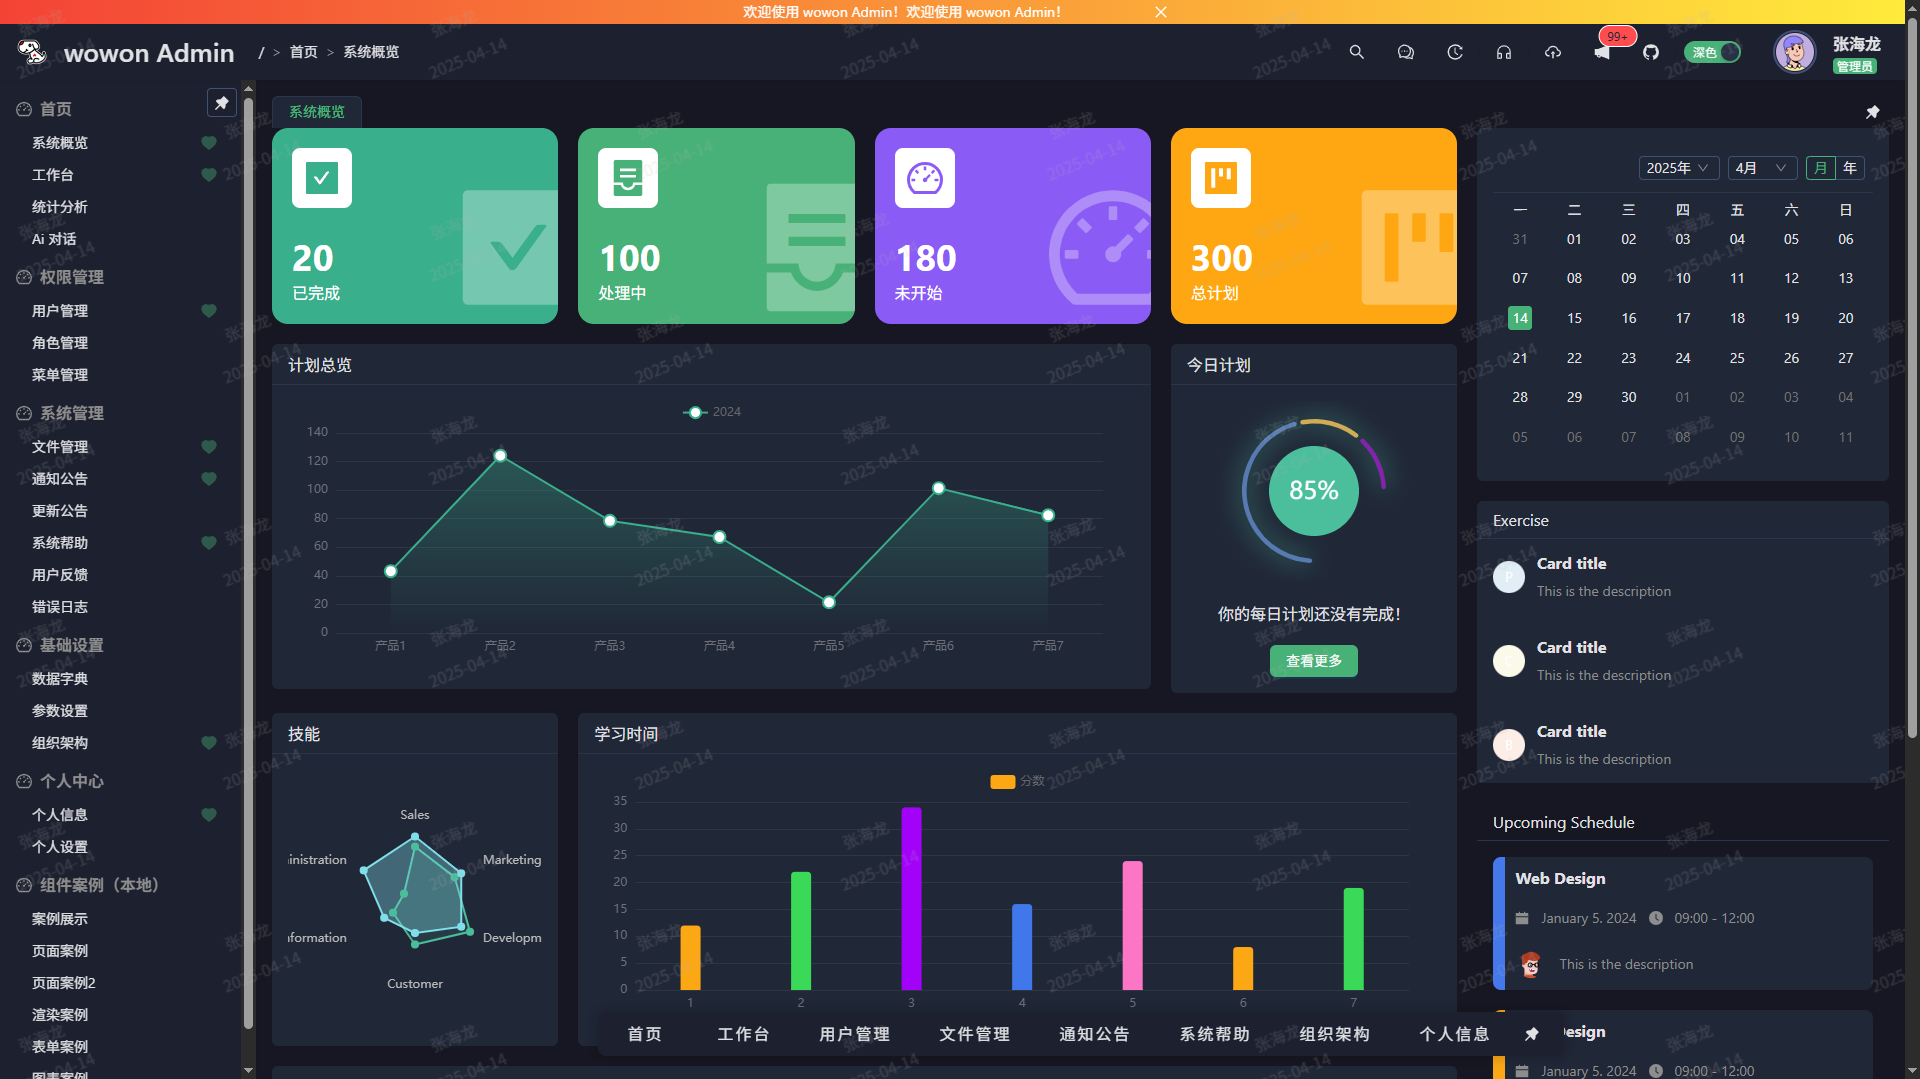 欢迎使用 wowon Admin！欢迎使用 wowon Admin！
wowon Admin
/ > 首页 > 系统概览
99+
深色
张海龙
管理员
首页
系统概览
工作台
统计分析
Ai 对话
权限管理
用户管理
角色管理
菜单管理
系统管理
文件管理
通知公告
更新公告
系统帮助
用户反馈
错误日志
基础设置
数据字典
参数设置
组织架构
个人中心
个人信息
个人设置
组件案例（本地）
案例展示
页面案例
页面案例2
渲染案例
表单案例
图表案例
系统概览
20
已完成
100
处理中
180
未开始
300
总计划
计划总览
2024
140
120
100
80
60
40
20
0
产品1 产品2 产品3 产品4 产品5 产品6 产品7
今日计划
85%
你的每日计划还没有完成！
查看更多
技能
Sales
Marketing
Developm
Customer
nformation
inistration
学习时间
分数
35
30
25
20
15
10
5
0
1 2 3 4 5 6 7
首页 工作台 用户管理 文件管理 通知公告 系统帮助 组织架构 个人信息
2025年 4月 月 年
一 二 三 四 五 六 日
31 01 02 03 04 05 06
07 08 09 10 11 12 13
14 15 16 17 18 19 20
21 22 23 24 25 26 27
28 29 30 01 02 03 04
05 06 07 08 09 10 11
Exercise
P
Card title
This is the description
Card title
This is the description
B
Card title
This is the description
Upcoming Schedule
Web Design
January 5, 2024 09:00 - 12:00
This is the description
esign
January 5, 2024 09:00 - 12:00
张海龙
2025-04-14